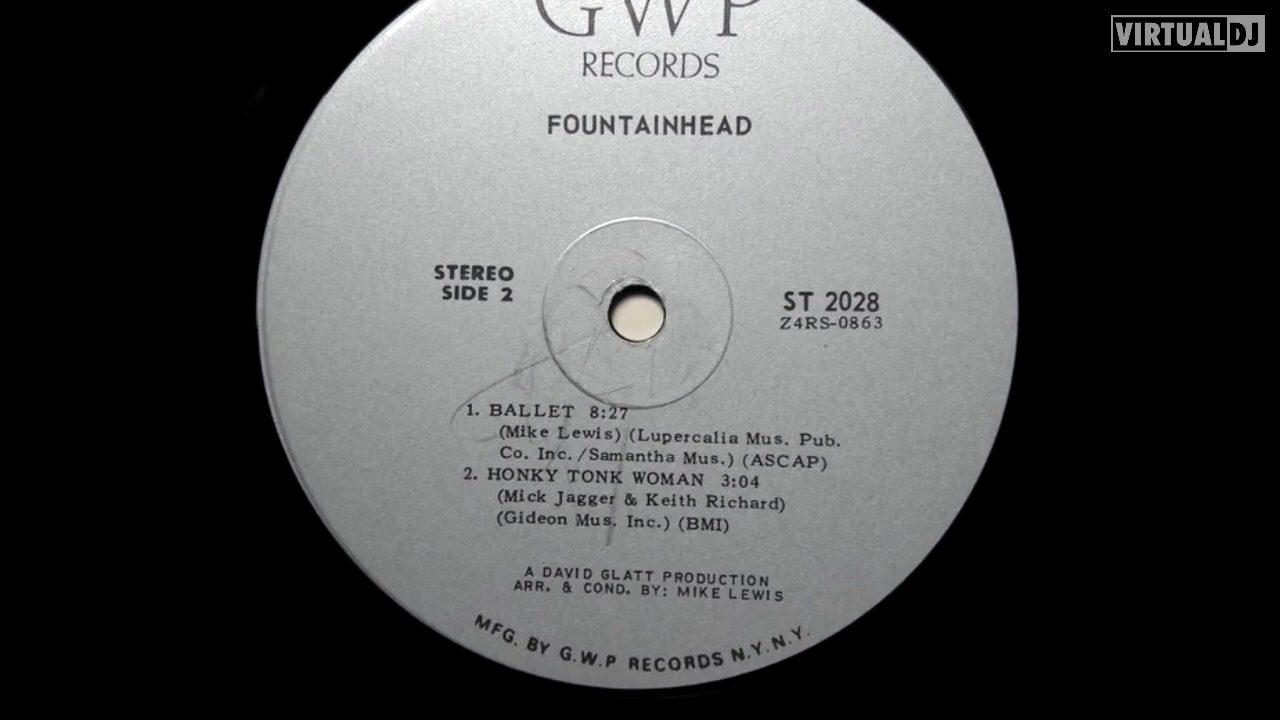 VIRTUALDJ
GWP
RECORDS
FOUNTAINHEAD
STEREO
SIDE 2
ST 2028
Z4RS-0863
1. BALLET 8:27
(Mike Lewis) (Lupercalia Mus. Pub.
Co. Inc. /Samantha Mus.) (ASCAP)
2. HONKY TONK WOMAN 3:04
(Mick Jagger & Keith Richard)
(Gideon Mus. Inc.) (BMI)
A DAVID GLATT PRODUCTION
ARR. & COND. BY: MIKE LEWIS
MFG. BY G.W.P RECORDS N.Y.N.Y.